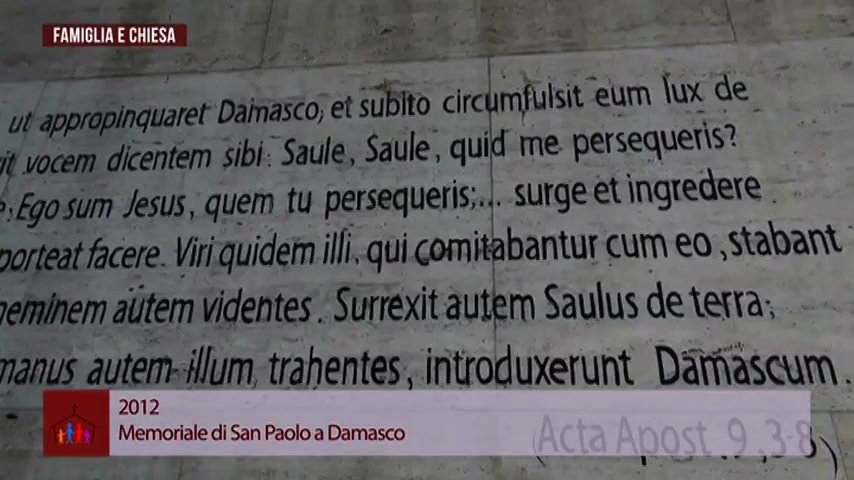 FAMIGLIA E CHIESA
ut appropinquaret Damasco, et subito circumfulsit eum lux de
it vocem dicentem sibi: Saule, Saule, quid me persequeris?
e: Ego sum Jesus, quem tu persequeris;... surge et ingredere
porteat facere. Viri quidem illi, qui comitabantur cum eo, stabant
neminem autem videntes. Surrexit autem Saulus de terra;
manus autem illum trahentes, introduxerunt Damascum.
(Acta Apost. 9, 3-8)
2012
Memoriale di San Paolo a Damasco